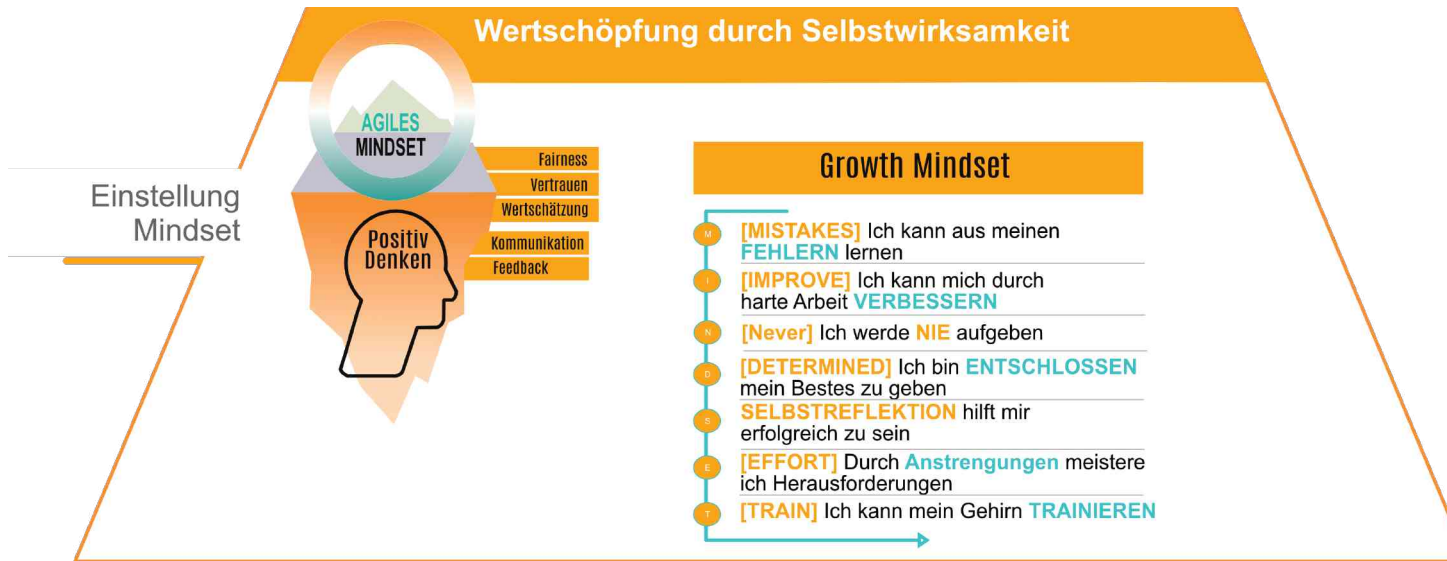 Wertschöpfung durch Selbstwirksamkeit
Einstellung
Mindset
AGILES
MINDSET
Fairness
Vertrauen
Wertschätzung
Kommunikation
Feedback
Positiv
Denken
Growth Mindset
M
[MISTAKES] Ich kann aus meinen
FEHLERN lernen
I
[IMPROVE] Ich kann mich durch
harte Arbeit VERBESSERN
N
[Never] Ich werde NIE aufgeben
D
[DETERMINED] Ich bin ENTSCHLOSSEN
mein Bestes zu geben
S
SELBSTREFLEKTION hilft mir
erfolgreich zu sein
E
[EFFORT] Durch Anstrengungen meistere
ich Herausforderungen
T
[TRAIN] Ich kann mein Gehirn TRAINIEREN